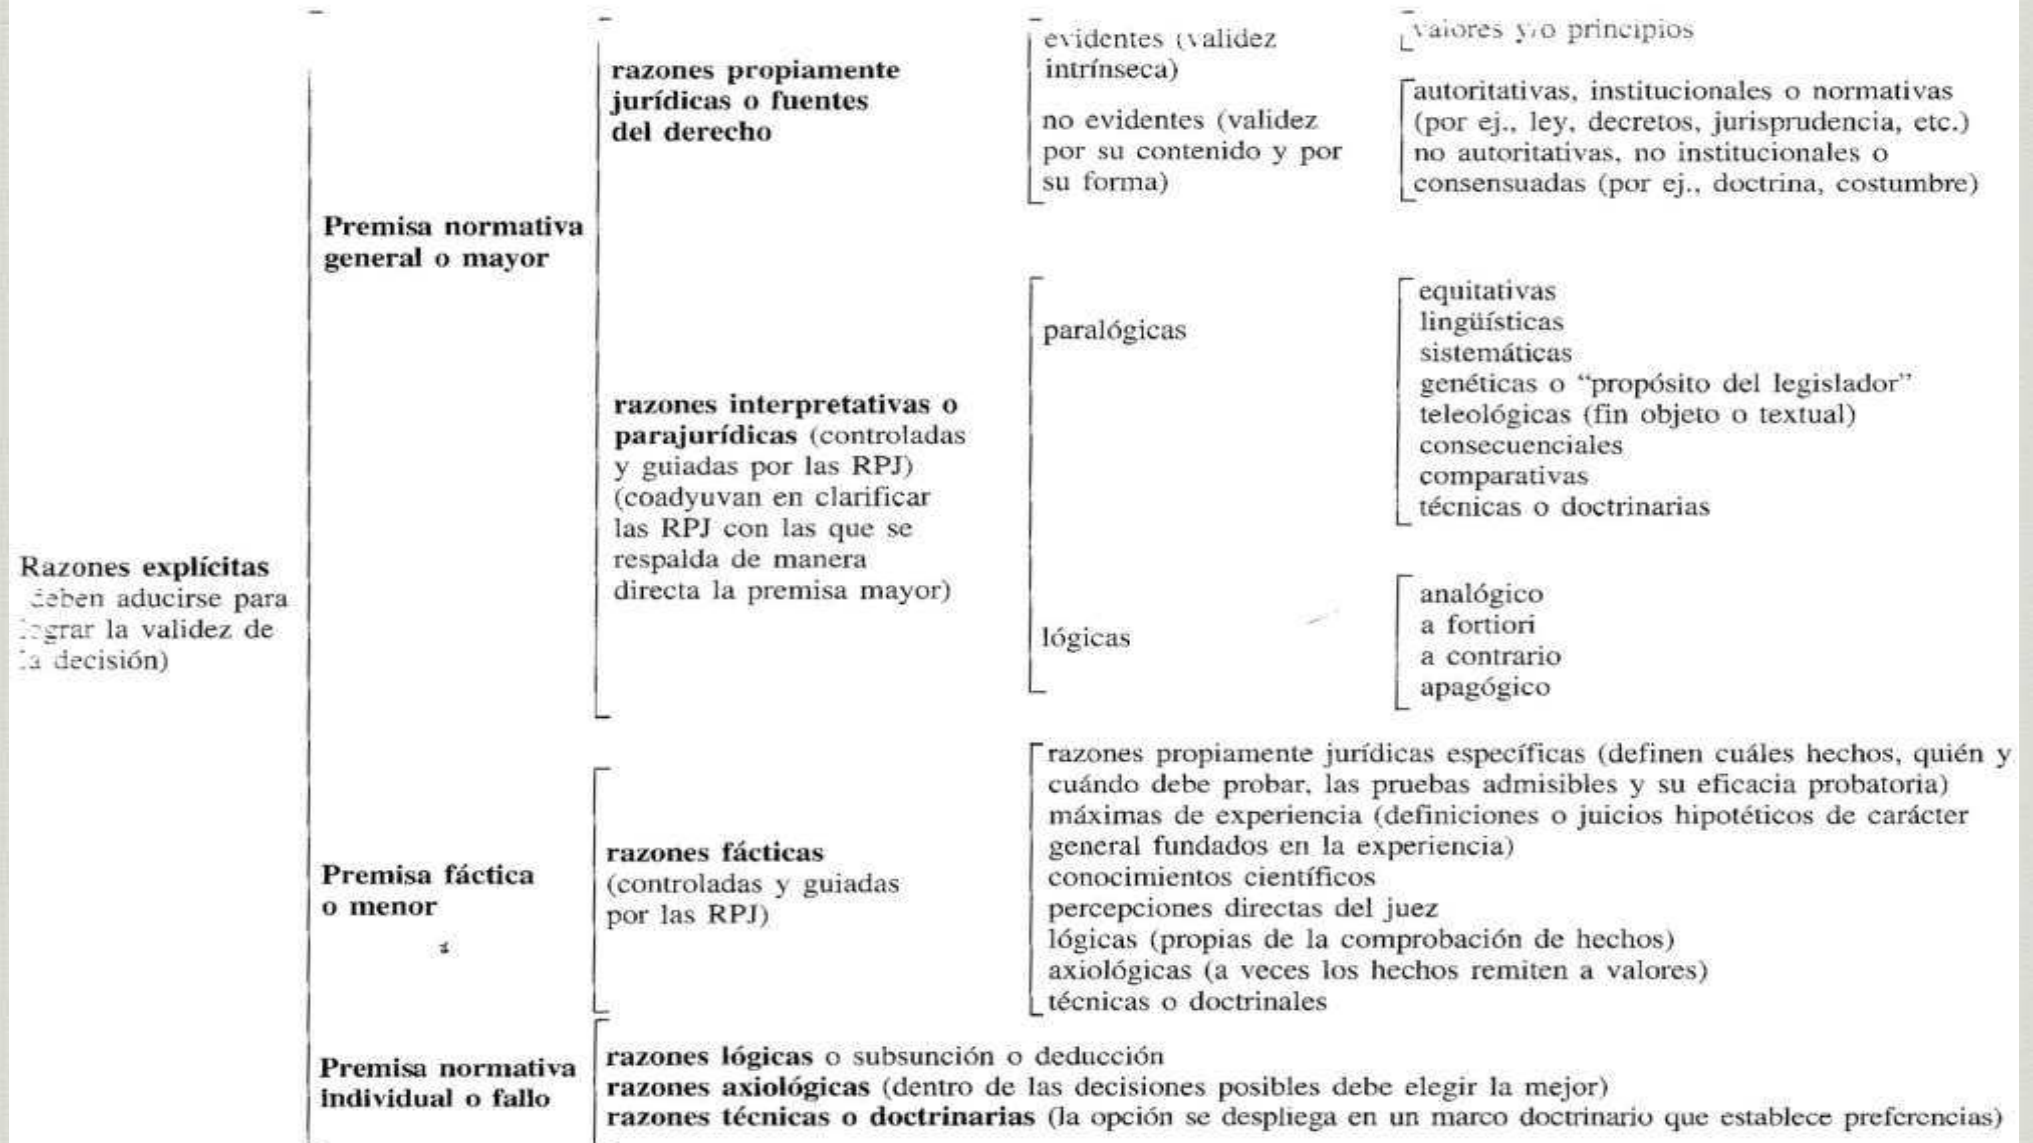 Razones explícitas
deben aducirse para
lograr la validez de
la decisión)
Premisa normativa
general o mayor
razones propiamente
jurídicas o fuentes
del derecho
evidentes (validez
intrínseca)
valores y/o principios
no evidentes (validez
por su contenido y por
su forma)
autoritativas, institucionales o normativas
(por ej., ley, decretos, jurisprudencia, etc.)
no autoritativas, no institucionales o
consensuadas (por ej., doctrina, costumbre)
razones interpretativas o
parajurídicas (controladas
y guiadas por las RPJ)
(coadyuvan en clarificar
las RPJ con las que se
respalda de manera
directa la premisa mayor)
paralógicas
equitativas
lingüísticas
sistemáticas
genéticas o “propósito del legislador”
teleológicas (fin objeto o textual)
consecuenciales
comparativas
técnicas o doctrinarias
lógicas
analógico
a fortiori
a contrario
apagógico
Premisa fáctica
o menor
razones fácticas
(controladas y guiadas
por las RPJ)
razones propiamente jurídicas específicas (definen cuáles hechos, quién y
cuándo debe probar, las pruebas admisibles y su eficacia probatoria)
máximas de experiencia (definiciones o juicios hipotéticos de carácter
general fundados en la experiencia)
conocimientos científicos
percepciones directas del juez
lógicas (propias de la comprobación de hechos)
axiológicas (a veces los hechos remiten a valores)
técnicas o doctrinales
Premisa normativa
individual o fallo
razones lógicas o subsunción o deducción
razones axiológicas (dentro de las decisiones posibles debe elegir la mejor)
razones técnicas o doctrinarias (la opción se despliega en un marco doctrinario que establece preferencias)